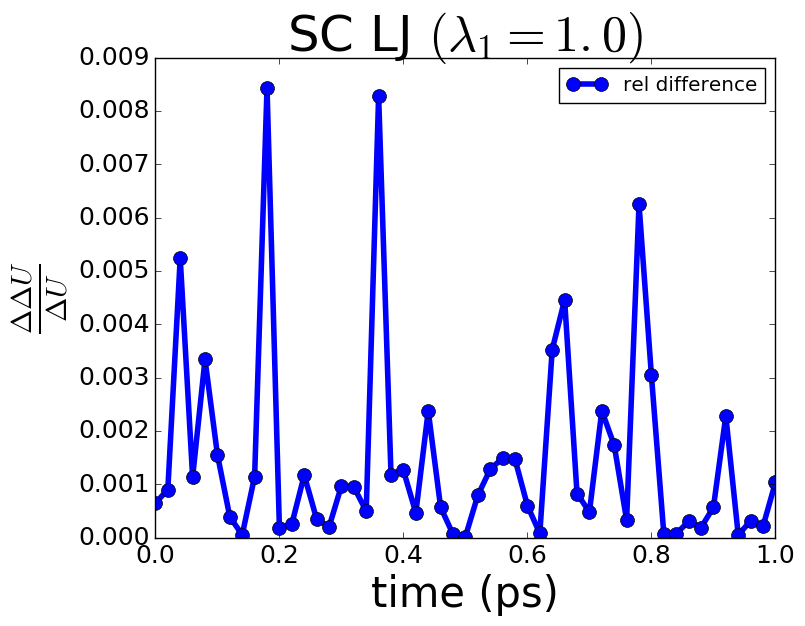 SC LJ (λ₁ = 1.0)
rel difference
0.009
0.008
0.007
0.006
0.005
0.004
0.003
0.002
0.001
0.000
ΔΔU
ΔU
0.0 0.2 0.4 0.6 0.8 1.0
time (ps)